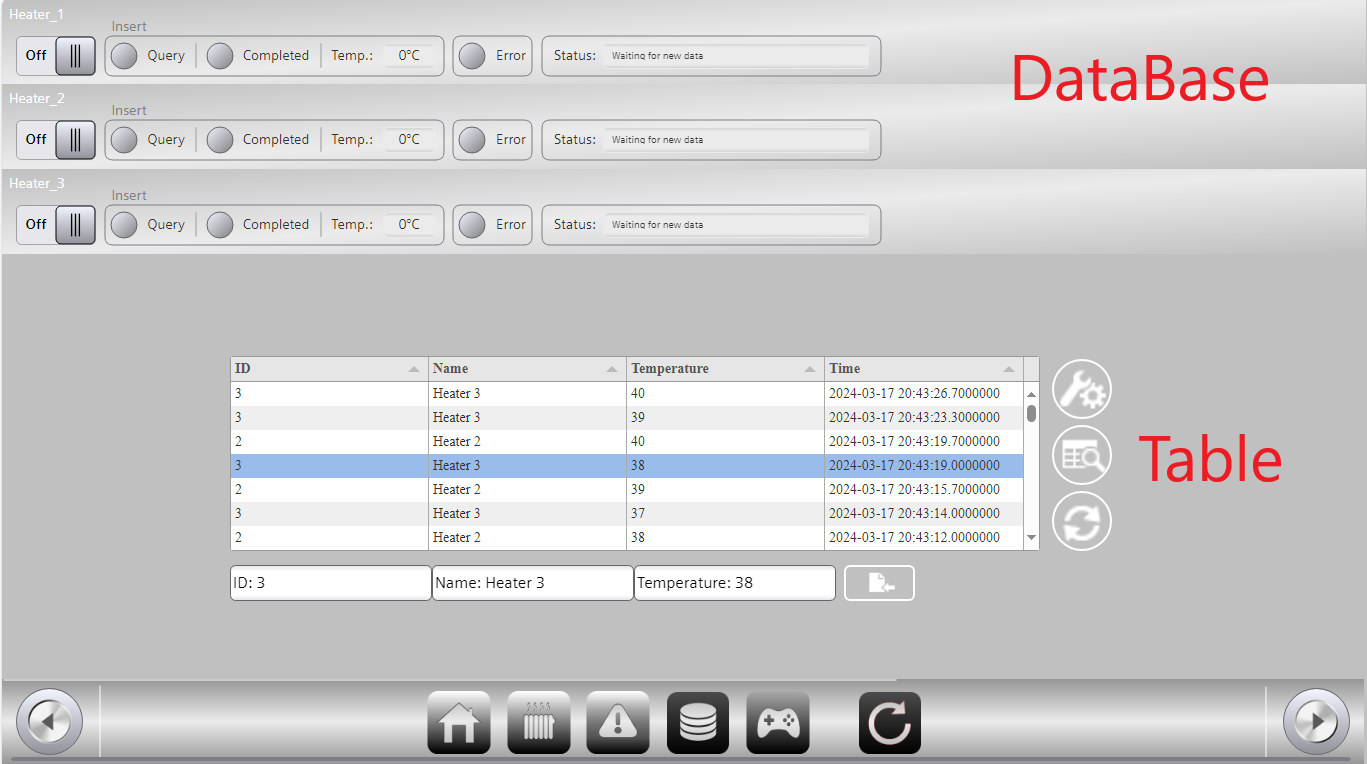 Heater_1
Insert
Off Query Completed Temp.: 0°C Error Status: Waiting for new data
DataBase
Heater_2
Insert
Off Query Completed Temp.: 0°C Error Status: Waiting for new data
Heater_3
Insert
Off Query Completed Temp.: 0°C Error Status: Waiting for new data
ID Name Temperature Time
3 Heater 3 40 2024-03-17 20:43:26.7000000
3 Heater 3 39 2024-03-17 20:43:23.3000000
2 Heater 2 40 2024-03-17 20:43:19.7000000
3 Heater 3 38 2024-03-17 20:43:19.0000000
2 Heater 2 39 2024-03-17 20:43:15.7000000
3 Heater 3 37 2024-03-17 20:43:14.0000000
2 Heater 2 38 2024-03-17 20:43:12.0000000
Table
ID: 3 Name: Heater 3 Temperature: 38